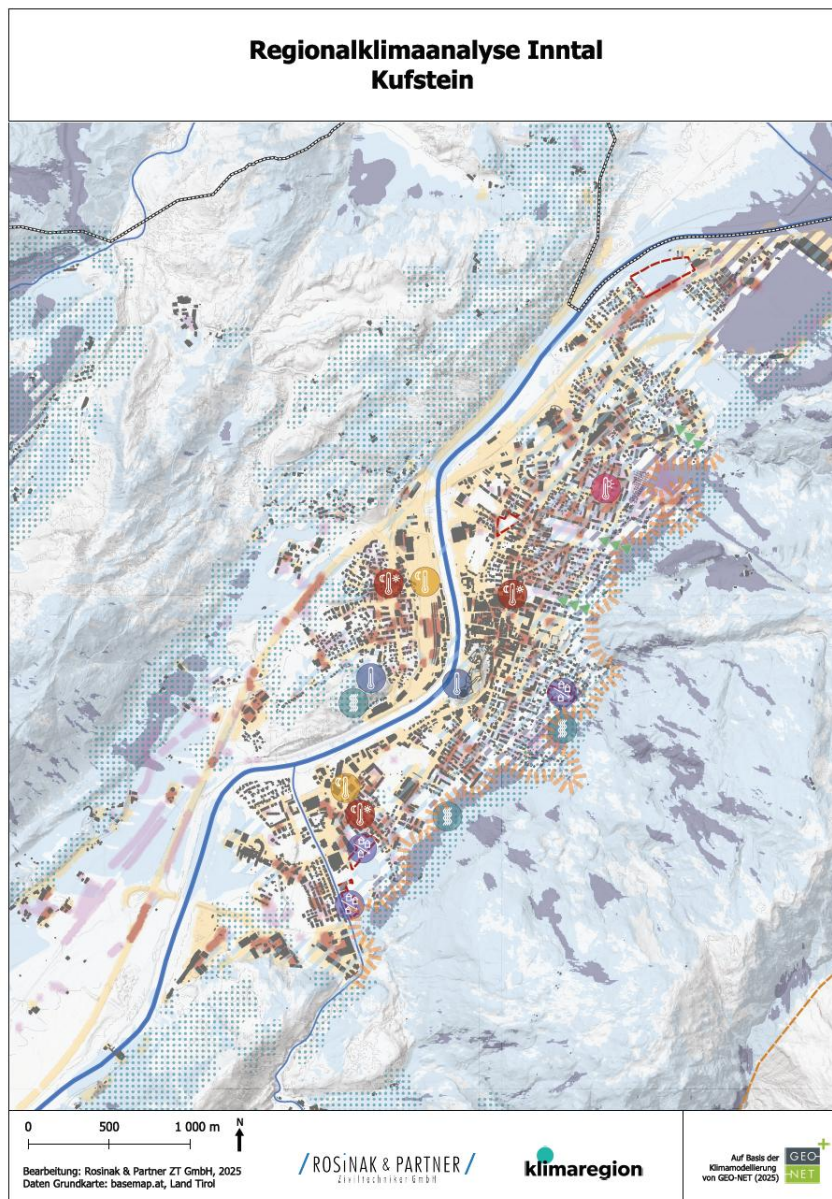 Regionalklimaanalyse Inntal
Kufstein
0 500 1 000 m
N
Bearbeitung: Rosinak & Partner ZT GmbH, 2025
Daten Grundkarte: basemap.at, Land Tirol
ROSiNAK & PARTNER
Ziviltechniker GmbH
klimaregion
Auf Basis der
Klimamodellierung
von GEO-NET (2025)
GEO-
NET